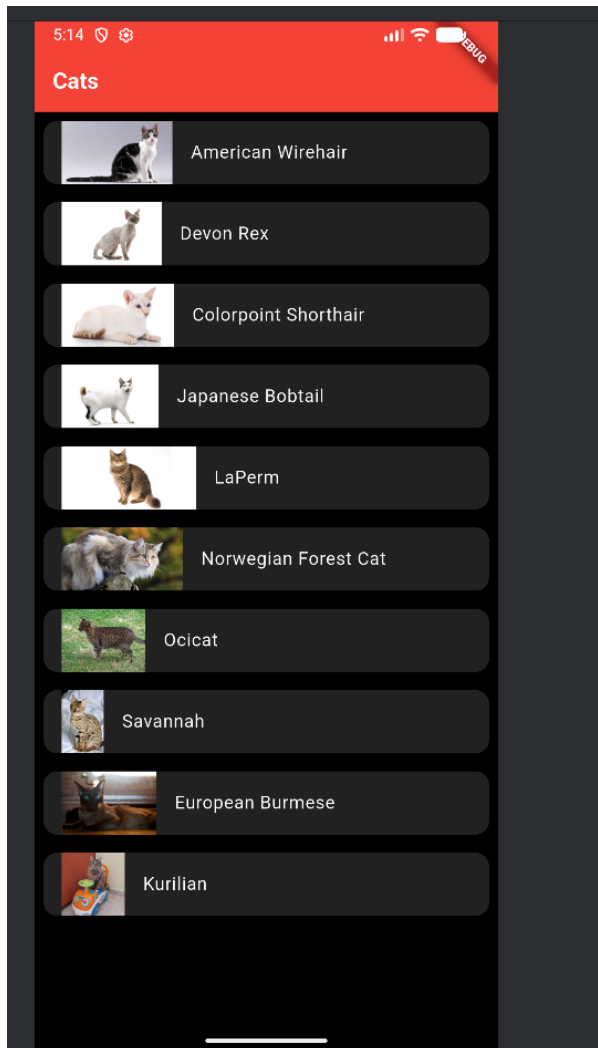 5:14
EBUG
Cats
American Wirehair
Devon Rex
Colorpoint Shorthair
Japanese Bobtail
LaPerm
Norwegian Forest Cat
Ocicat
Savannah
European Burmese
Kurilian